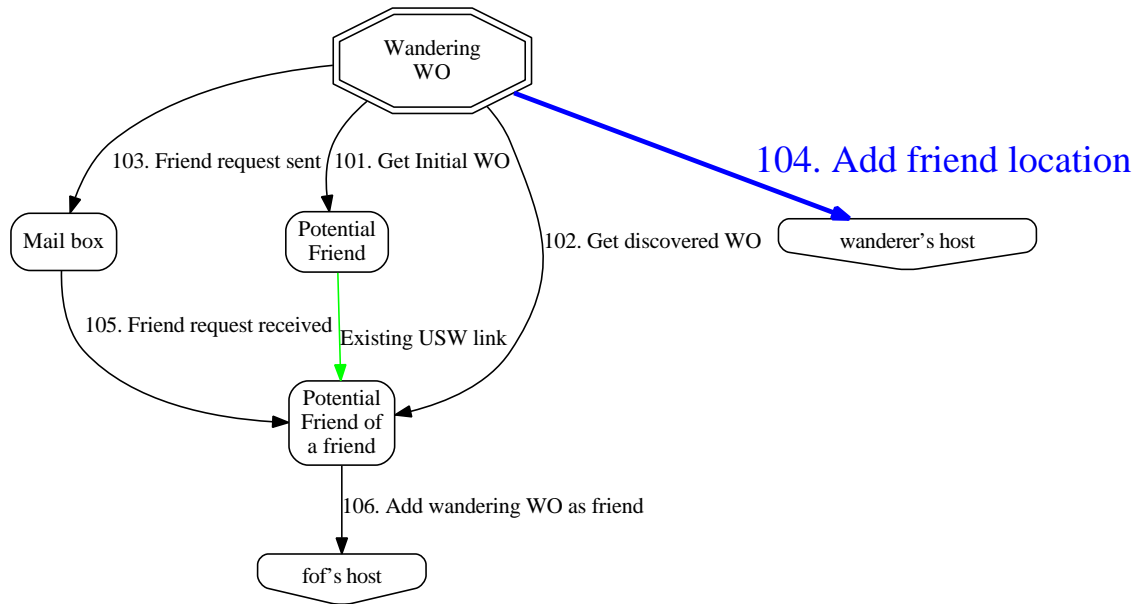 Wandering
WO
103. Friend request sent
101. Get Initial WO
104. Add friend location
Mail box
Potential
Friend
102. Get discovered WO
wanderer's host
105. Friend request received
Existing USW link
Potential
Friend of
a friend
106. Add wandering WO as friend
fof's host